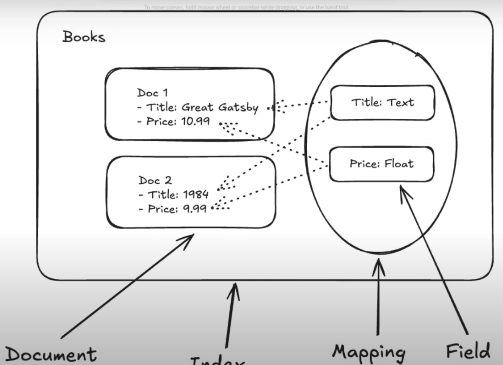 Books
Doc 1
- Title: Great Gatsby
- Price: 10.99
Title: Text
Price: Float
Doc 2
- Title: 1984
- Price: 9.99
Document
Index
Mapping
Field